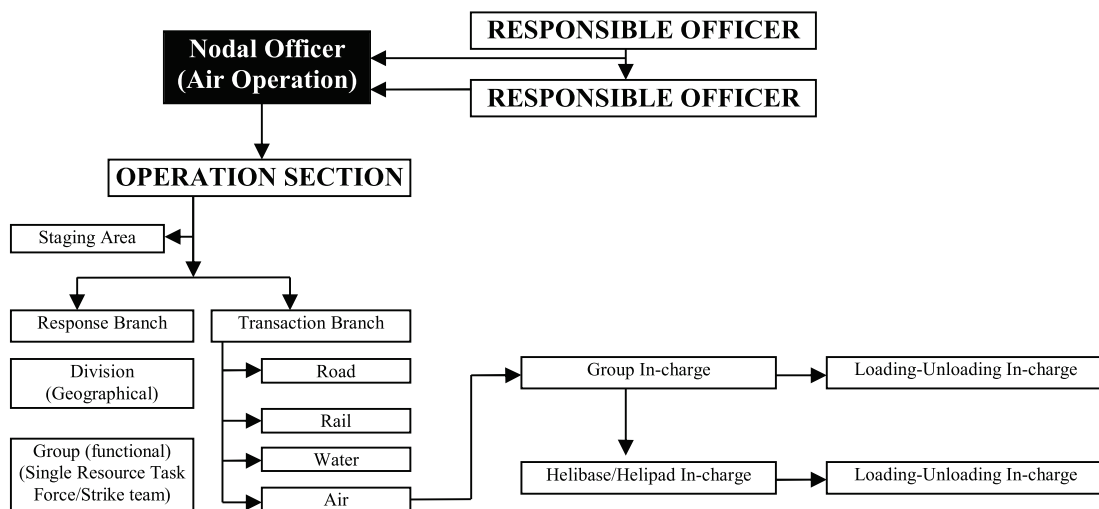 RESPONSIBLE OFFICER
Nodal Officer
(Air Operation)
RESPONSIBLE OFFICER
OPERATION SECTION
Staging Area
Response Branch
Transaction Branch
Division
(Geographical)
Road
Group In-charge
Loading-Unloading In-charge
Rail
Group (functional)
(Single Resource Task
Force/Strike team)
Water
Air
Helibase/Helipad In-charge
Loading-Unloading In-charge